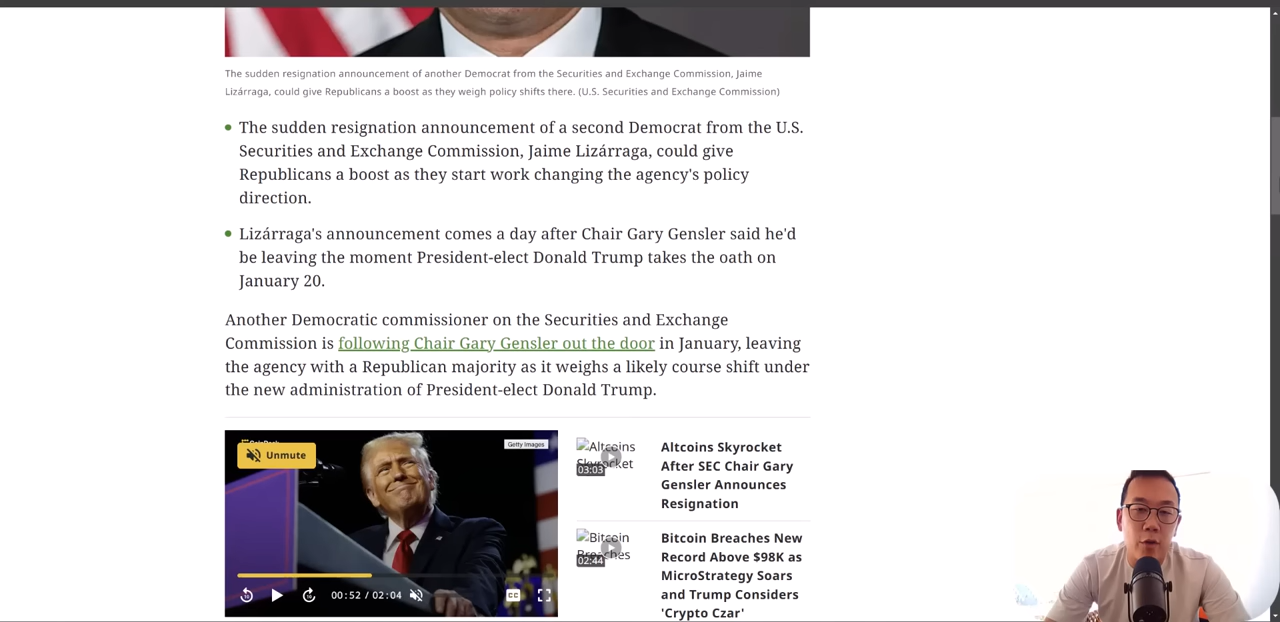 The sudden resignation announcement of another Democrat from the Securities and Exchange Commission, Jaime
Lizárraga, could give Republicans a boost as they weigh policy shifts there. (U.S. Securities and Exchange Commission)
The sudden resignation announcement of a second Democrat from the U.S.
Securities and Exchange Commission, Jaime Lizárraga, could give
Republicans a boost as they start work changing the agency's policy
direction.
Lizárraga's announcement comes a day after Chair Gary Gensler said he'd
be leaving the moment President-elect Donald Trump takes the oath on
January 20.
Another Democratic commissioner on the Securities and Exchange
Commission is following Chair Gary Gensler out the door in January, leaving
the agency with a Republican majority as it weighs a likely course shift under
the new administration of President-elect Donald Trump.
Unmute
Getty Images
00:52 / 02:04
CC
Altcoins
03:03
Altcoins Skyrocket
After SEC Chair Gary
Gensler Announces
Resignation
Bitcoin
02:44
Bitcoin Breaches New
Record Above $98K as
MicroStrategy Soars
and Trump Considers
'Crypto Czar'